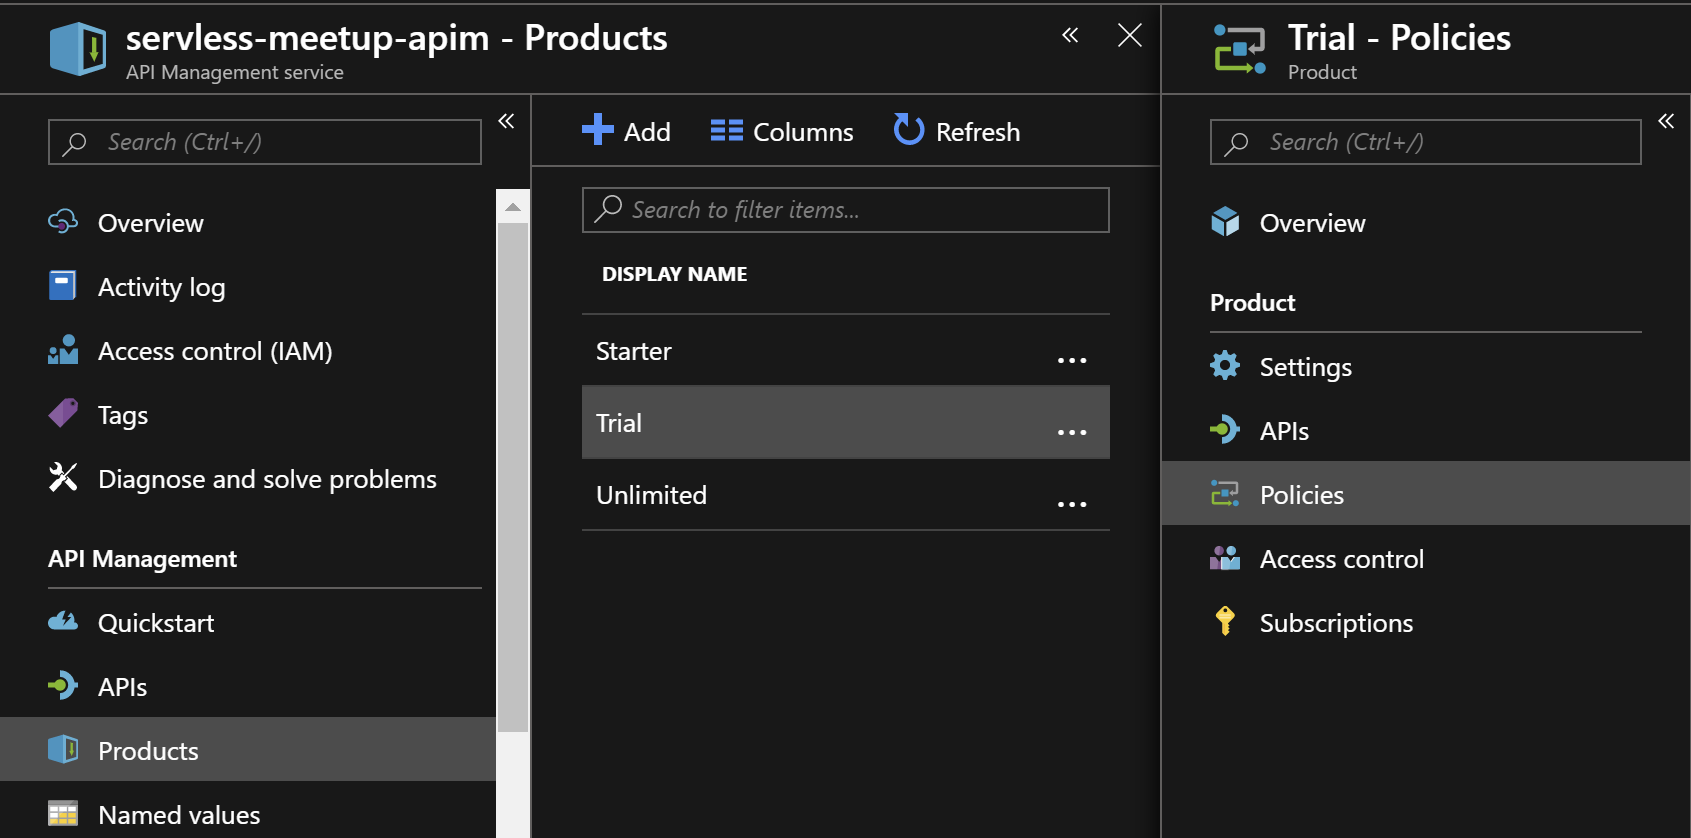 servless-meetup-apim - Products
API Management service
Search (Ctrl+/)
Overview
Activity log
Access control (IAM)
Tags
Diagnose and solve problems
API Management
Quickstart
APIs
Products
Named values
Add
Columns
Refresh
Search to filter items...
DISPLAY NAME
Starter
Trial
Unlimited
Trial - Policies
Product
Search (Ctrl+/)
Overview
Product
Settings
APIs
Policies
Access control
Subscriptions